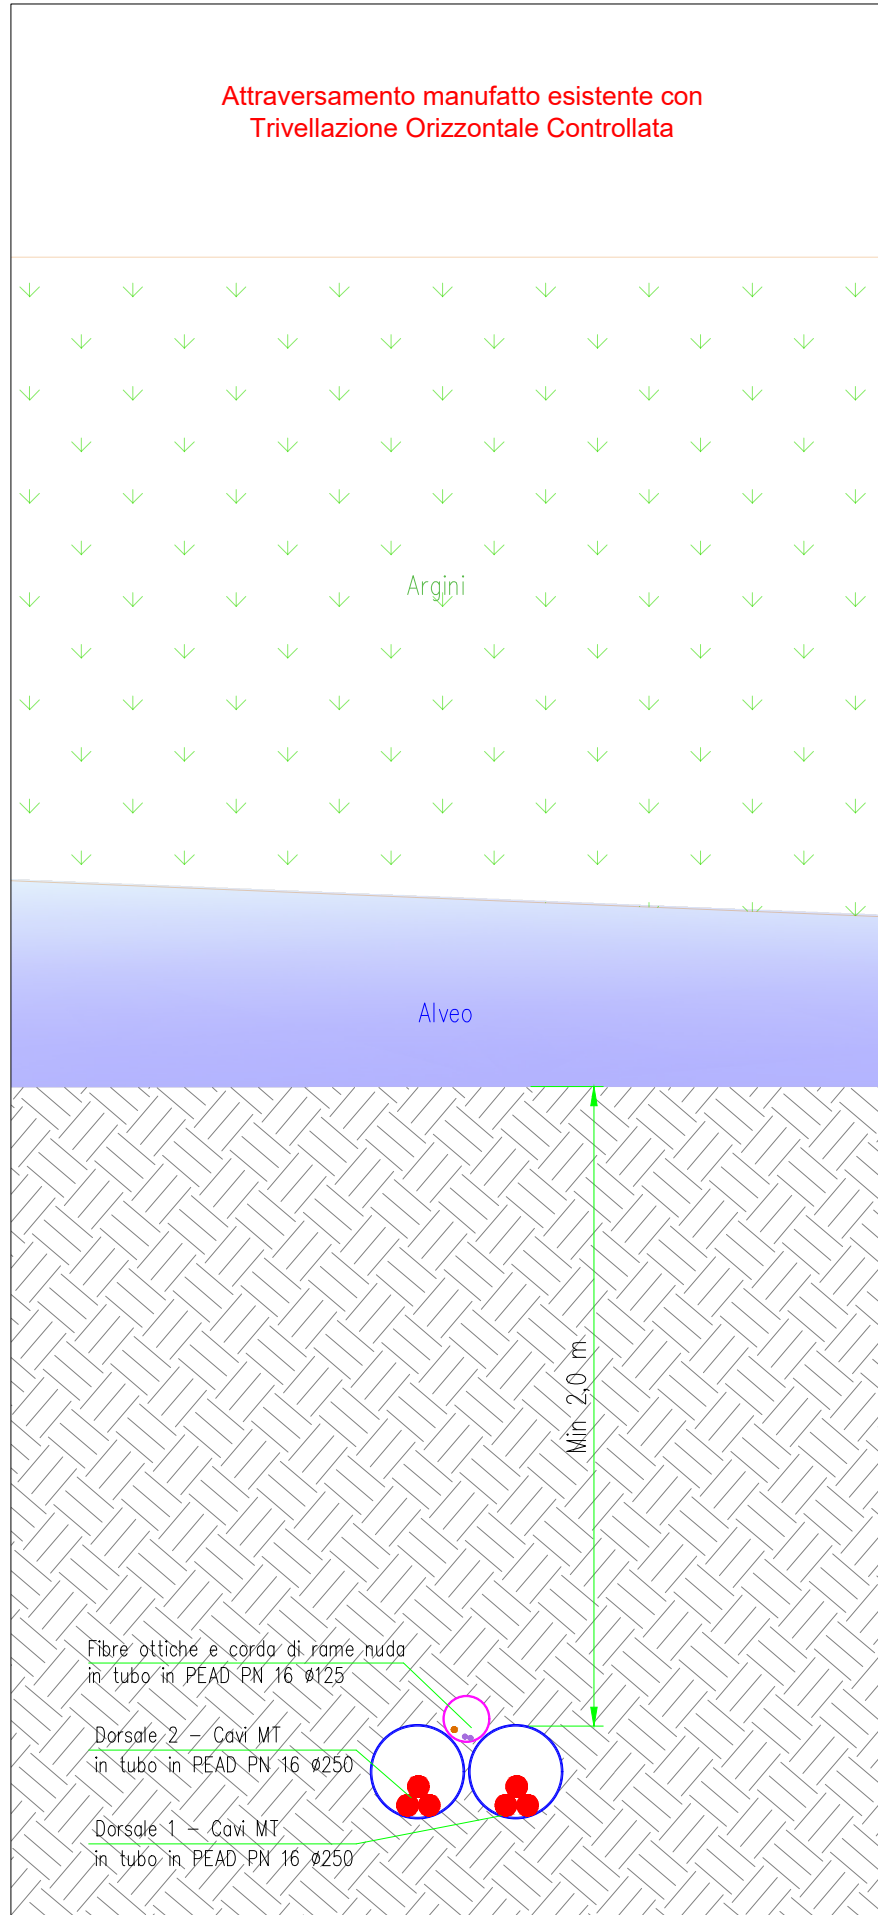 Attraversamento manufatto esistente con
Trivellazione Orizzontale Controllata
Argini
Alveo
Min 2,0 m
Fibre ottiche e corda di rame nuda
in tubo in PEAD PN 16 ø125
Dorsale 2 - Cavi MT
in tubo in PEAD PN 16 ø250
Dorsale 1 - Cavi MT
in tubo in PEAD PN 16 ø250